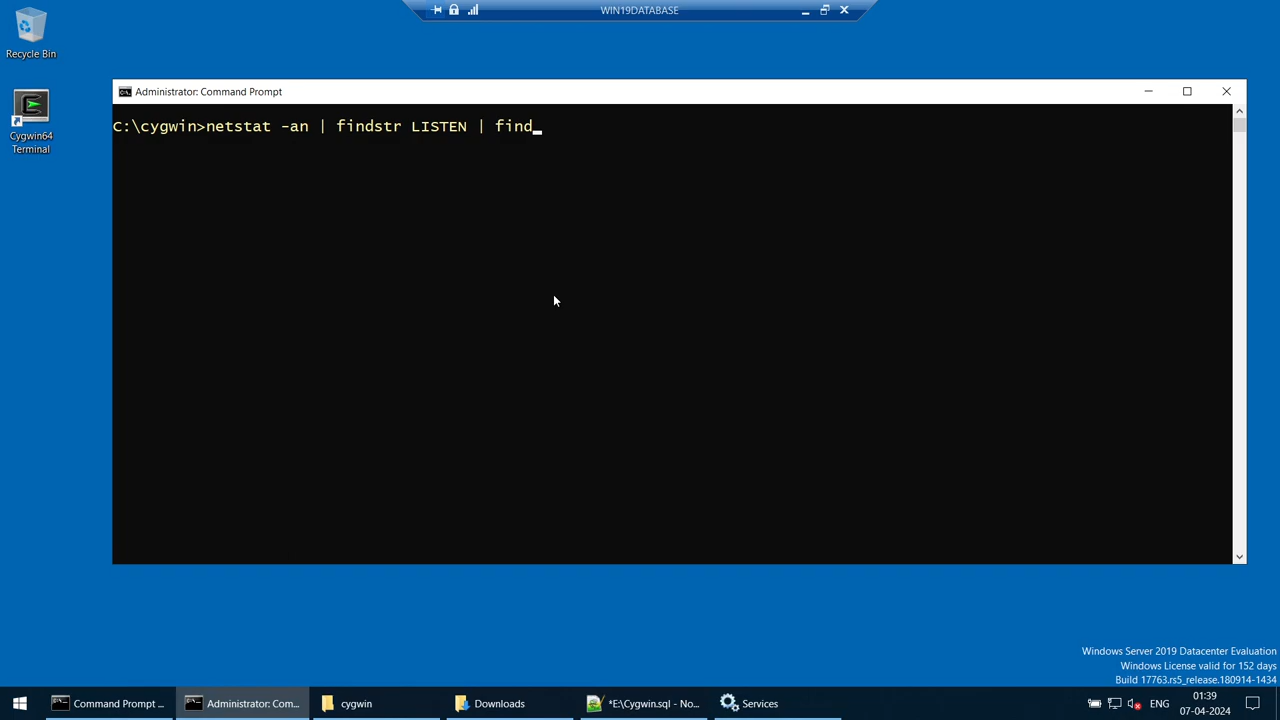 WIN19DATABASE
Recycle Bin
Cygwin64
Terminal
Administrator: Command Prompt
C:\cygwin>netstat -an | findstr LISTEN | find_
Windows Server 2019 Datacenter Evaluation
Windows License valid for 152 days
Build 17763.rs5_release.180914-1434
Command Prompt ...
Administrator: Com...
cygwin
Downloads
*E:\Cygwin.sql - No...
Services
ENG
01:39
07-04-2024